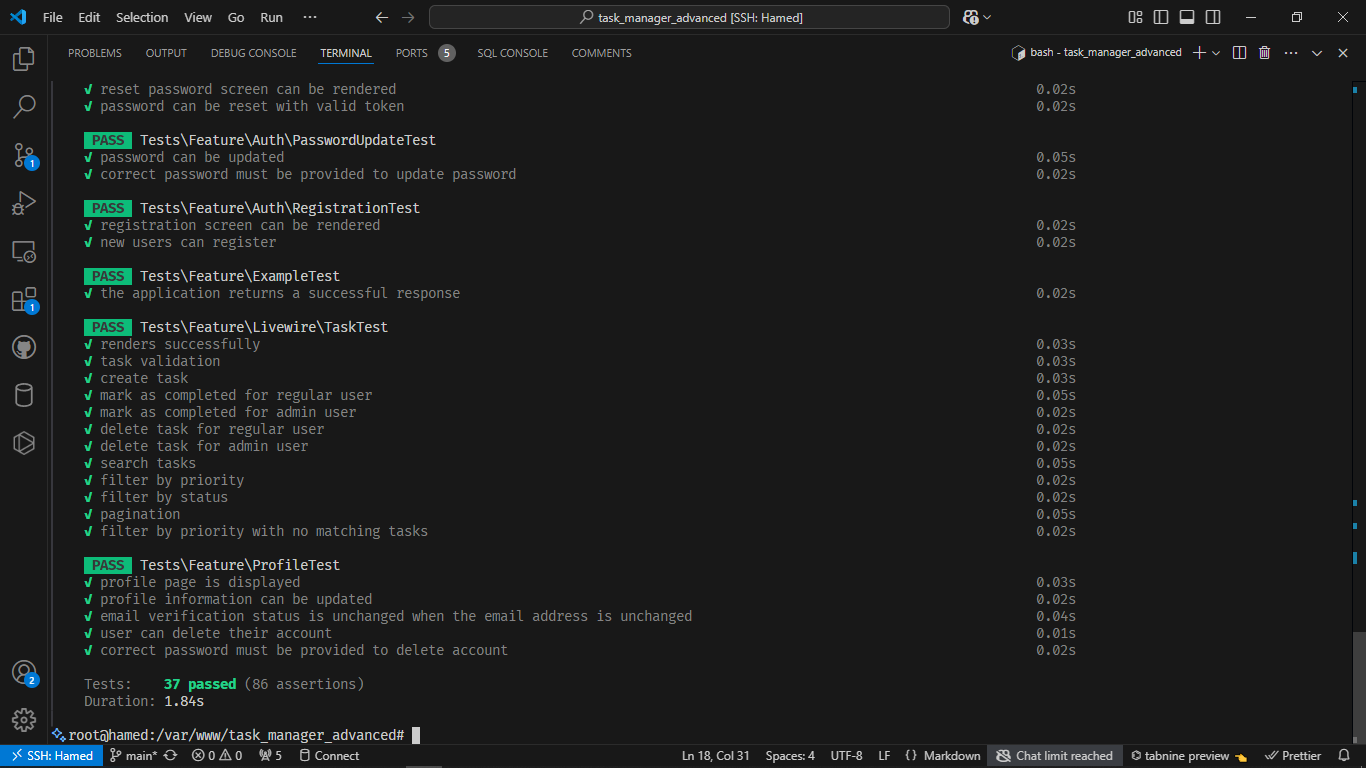 File Edit Selection View Go Run ··· task_manager_advanced [SSH: Hamed]
PROBLEMS OUTPUT DEBUG CONSOLE TERMINAL PORTS 5 SQL CONSOLE COMMENTS bash - task_manager_advanced
✓ reset password screen can be rendered 0.02s
✓ password can be reset with valid token 0.02s
PASS Tests\Feature\Auth\PasswordUpdateTest
✓ password can be updated 0.05s
✓ correct password must be provided to update password 0.02s
PASS Tests\Feature\Auth\RegistrationTest
✓ registration screen can be rendered 0.02s
✓ new users can register 0.02s
PASS Tests\Feature\ExampleTest
✓ the application returns a successful response 0.02s
PASS Tests\Feature\Livewire\TaskTest
✓ renders successfully 0.03s
✓ task validation 0.03s
✓ create task 0.03s
✓ mark as completed for regular user 0.05s
✓ mark as completed for admin user 0.02s
✓ delete task for regular user 0.02s
✓ delete task for admin user 0.02s
✓ search tasks 0.05s
✓ filter by priority 0.02s
✓ filter by status 0.02s
✓ pagination 0.05s
✓ filter by priority with no matching tasks 0.02s
PASS Tests\Feature\ProfileTest
✓ profile page is displayed 0.03s
✓ profile information can be updated 0.02s
✓ email verification status is unchanged when the email address is unchanged 0.04s
✓ user can delete their account 0.01s
✓ correct password must be provided to delete account 0.02s
Tests: 37 passed (86 assertions)
Duration: 1.84s
root@hamed:/var/www/task_manager_advanced#
1
1
2
SSH: Hamed main* 0 0 5 Connect Ln 18, Col 31 Spaces: 4 UTF-8 LF {} Markdown Chat limit reached tabnine preview Prettier